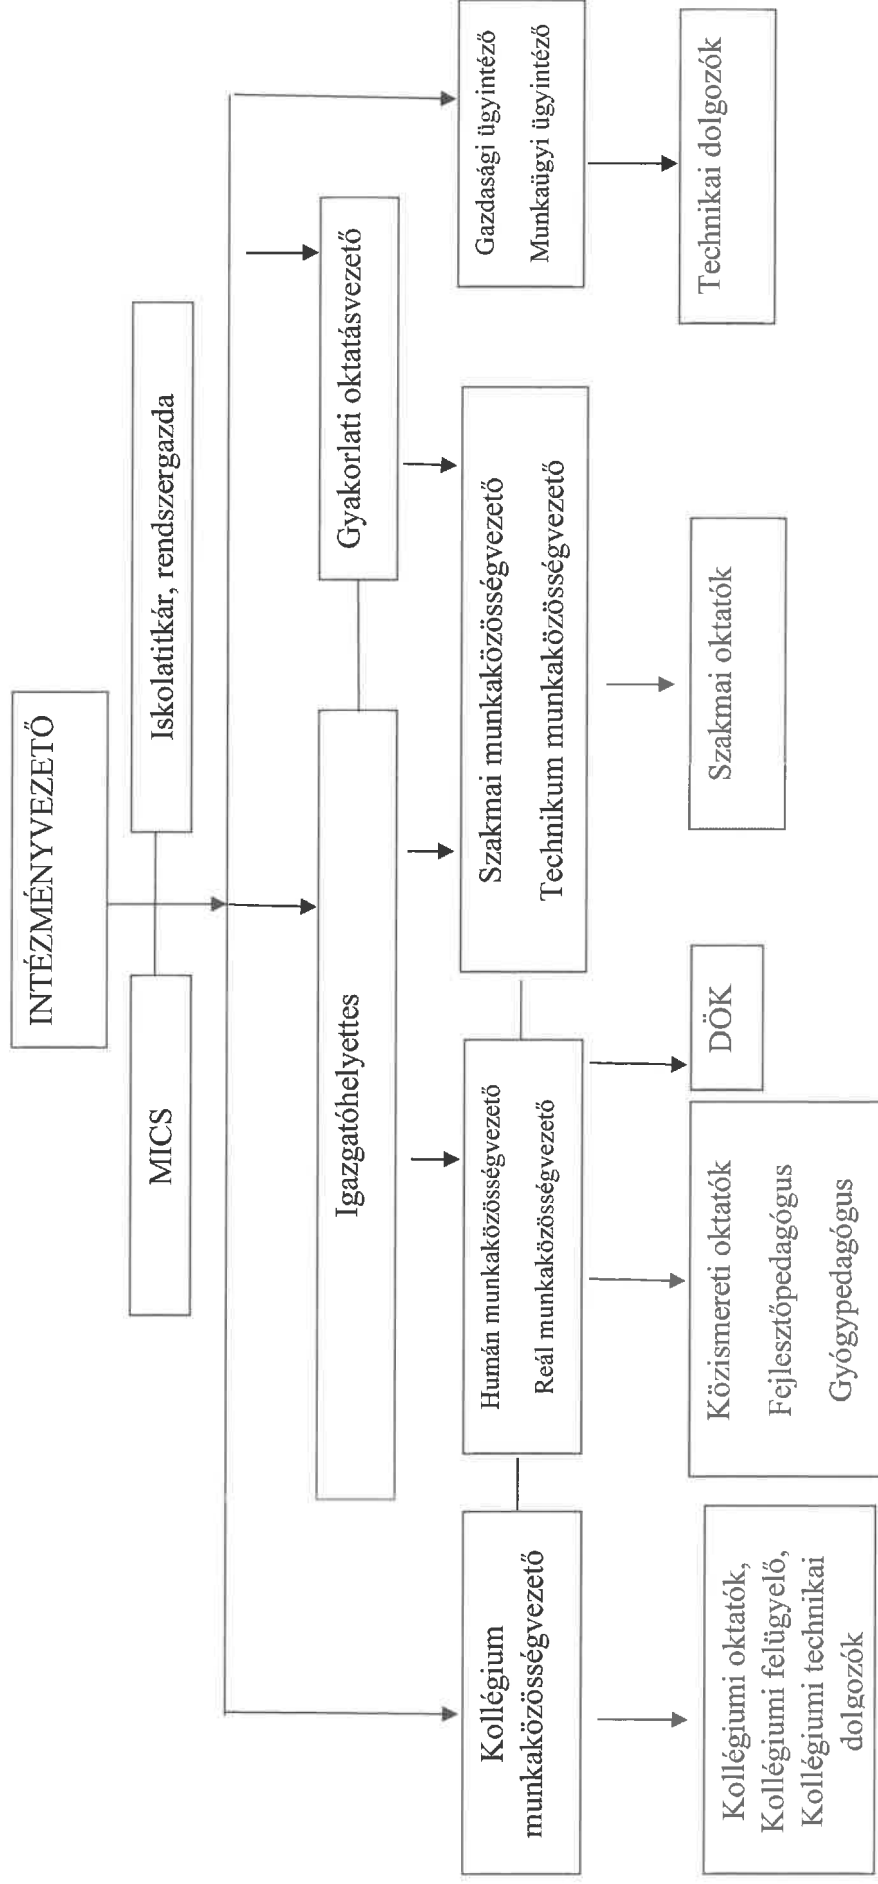 INTÉZMÉNYVEZETŐ
MICS
Iskolatitkár, rendszergazda
Igazgatóhelyettes
Gyakorlati oktatásvezető
Kollégium
munkaközösségvezető
Humán munkaközösségvezető
Reál munkaközösségvezető
Szakmai munkaközösségvezető
Technikum munkaközösségvezető
Gazdasági ügyintéző
Munkaügyi ügyintéző
Kollégiumi oktatók,
Kollégiumi felügyelő,
Kollégiumi technikai
dolgozók
Közismereti oktatók
Fejlesztőpedagógus
Gyógypedagógus
DÖK
Szakmai oktatók
Technikai dolgozók